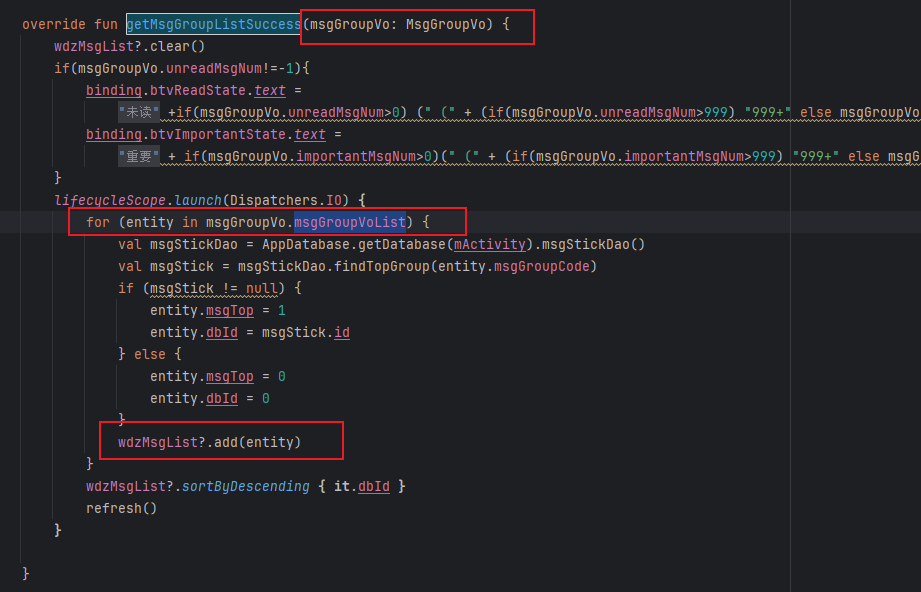 override fun getMsgGroupListSuccess(msgGroupVo: MsgGroupVo) {
wdzMsgList?.clear()
if(msgGroupVo.unreadMsgNum!=-1){
binding.btvReadState.text =
"未读" +if(msgGroupVo.unreadMsgNum>0) (" (" + (if(msgGroupVo.unreadMsgNum>999) "999+" else msgGroupVo
binding.btvImportantState.text =
"重要" + if(msgGroupVo.importantMsgNum>0)(" (" + (if(msgGroupVo.importantMsgNum>999) "999+" else msgG
}
lifecycleScope.launch(Dispatchers.IO) {
for (entity in msgGroupVo.msgGroupVoList) {
val msgStickDao = AppDatabase.getDatabase(mActivity).msgStickDao()
val msgStick = msgStickDao.findTopGroup(entity.msgGroupCode)
if (msgStick != null) {
entity.msgTop = 1
entity.dbId = msgStick.id
} else {
entity.msgTop = 0
entity.dbId = 0
}
wdzMsgList?.add(entity)
}
wdzMsgList?.sortByDescending { it.dbId }
refresh()
}
}